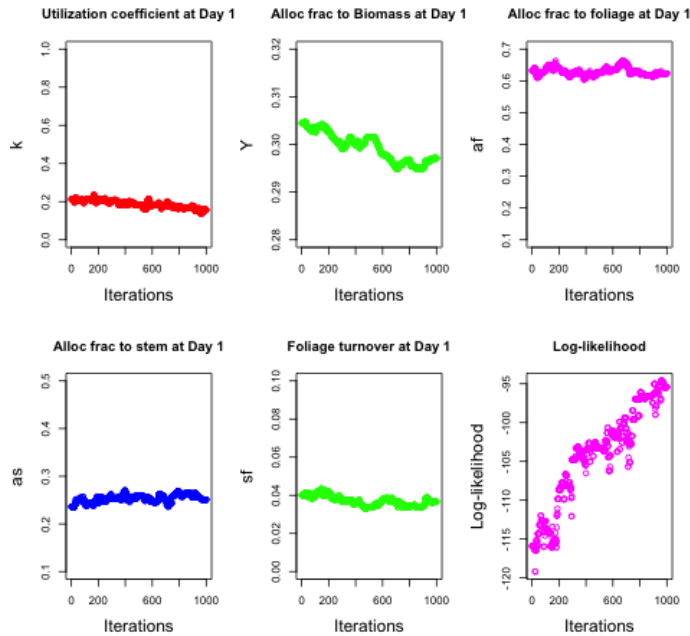 Utilization coefficient at Day 1
k
0.0 0.2 0.4 0.6 0.8 1.0
0 200 600 1000
Iterations
Alloc frac to Biomass at Day 1
Y
0.28 0.29 0.30 0.31 0.32
0 200 600 1000
Iterations
Alloc frac to foliage at Day 1
af
0.1 0.2 0.3 0.4 0.5 0.6 0.7
0 200 600 1000
Iterations
Alloc frac to stem at Day 1
as
0.1 0.2 0.3 0.4 0.5
0 200 600 1000
Iterations
Foliage turnover at Day 1
sf
0.00 0.02 0.04 0.06 0.08 0.10
0 200 600 1000
Iterations
Log-likelihood
Log-likelihood
-120 -115 -110 -105 -100 -95
0 200 600 1000
Iterations